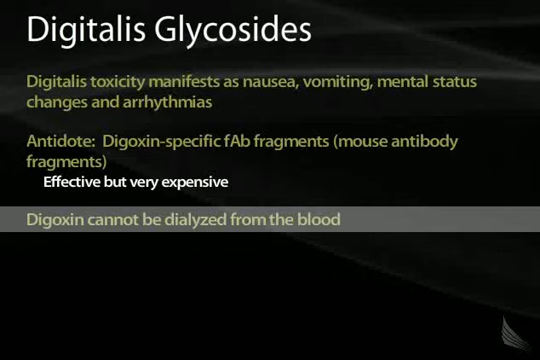 Digitalis Glycosides
Digitalis toxicity manifests as nausea, vomiting, mental status
changes and arrhythmias
Antidote: Digoxin-specific fAb fragments (mouse antibody
fragments)
Effective but very expensive
Digoxin cannot be dialyzed from the blood